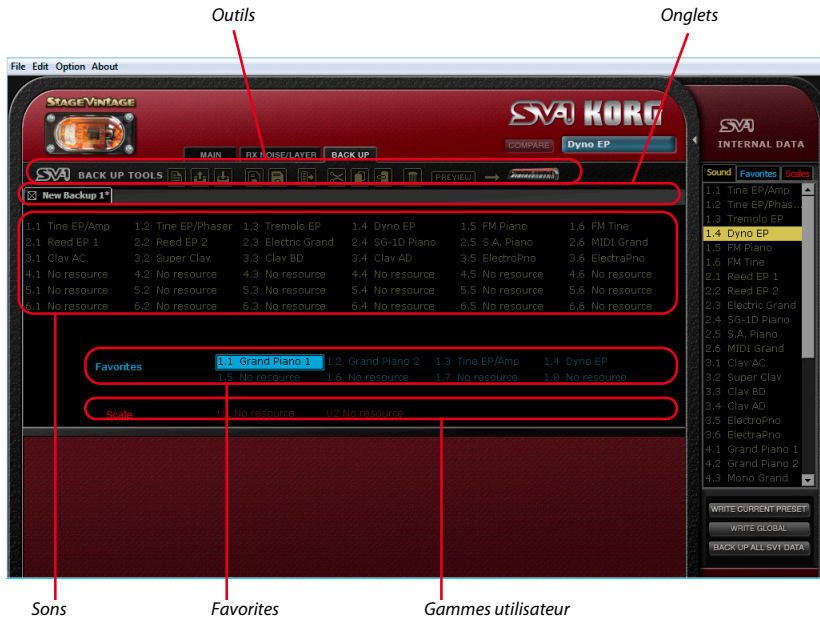 Outils
Onglets
File Edit Option About
STAGEVINTAGE
SV1 KORG
MAIN
RX NOISE/LAYER
BACK UP
COMPARE
Dyno EP
SV1 BACK UP TOOLS
PREVIEW
New Backup 1*
1.1 Tine EP/Amp 1.2 Tine EP/Phaser 1.3 Tremolo EP 1.4 Dyno EP 1.5 FM Piano 1.6 FM Tine
2.1 Reed EP 1 2.2 Reed EP 2 2.3 Electric Grand 2.4 SG-1D Piano 2.5 S.A. Piano 2.6 MIDI Grand
3.1 Clav AC 3.2 Super Clav 3.3 Clav BD 3.4 Clav AD 3.5 ElectroPno 3.6 ElectraPno
4.1 No resource 4.2 No resource 4.3 No resource 4.4 No resource 4.5 No resource 4.6 No resource
5.1 No resource 5.2 No resource 5.3 No resource 5.4 No resource 5.5 No resource 5.6 No resource
6.1 No resource 6.2 No resource 6.3 No resource 6.4 No resource 6.5 No resource 6.6 No resource
Favorites
1.1 Grand Piano 1 1.2 Grand Piano 2 1.3 Tine EP/Amp 1.4 Dyno EP
1.5 No resource 1.6 No resource 1.7 No resource 1.8 No resource
Scale
U1 No resource U2 No resource
SV1
INTERNAL DATA
Sound Favorites Scales
1.1 Tine EP/Amp
1.2 Tine EP/Phas...
1.3 Tremolo EP
1.4 Dyno EP
1.5 FM Piano
1.6 FM Tine
2.1 Reed EP 1
2.2 Reed EP 2
2.3 Electric Grand
2.4 SG-1D Piano
2.5 S.A. Piano
2.6 MIDI Grand
3.1 Clav AC
3.2 Super Clav
3.3 Clav BD
3.4 Clav AD
3.5 ElectroPno
3.6 ElectraPno
4.1 Grand Piano 1
4.2 Grand Piano 2
4.3 Mono Grand
WRITE CURRENT PRESET
WRITE GLOBAL
BACK UP ALL SV1 DATA
Sons
Favorites
Gammes utilisateur